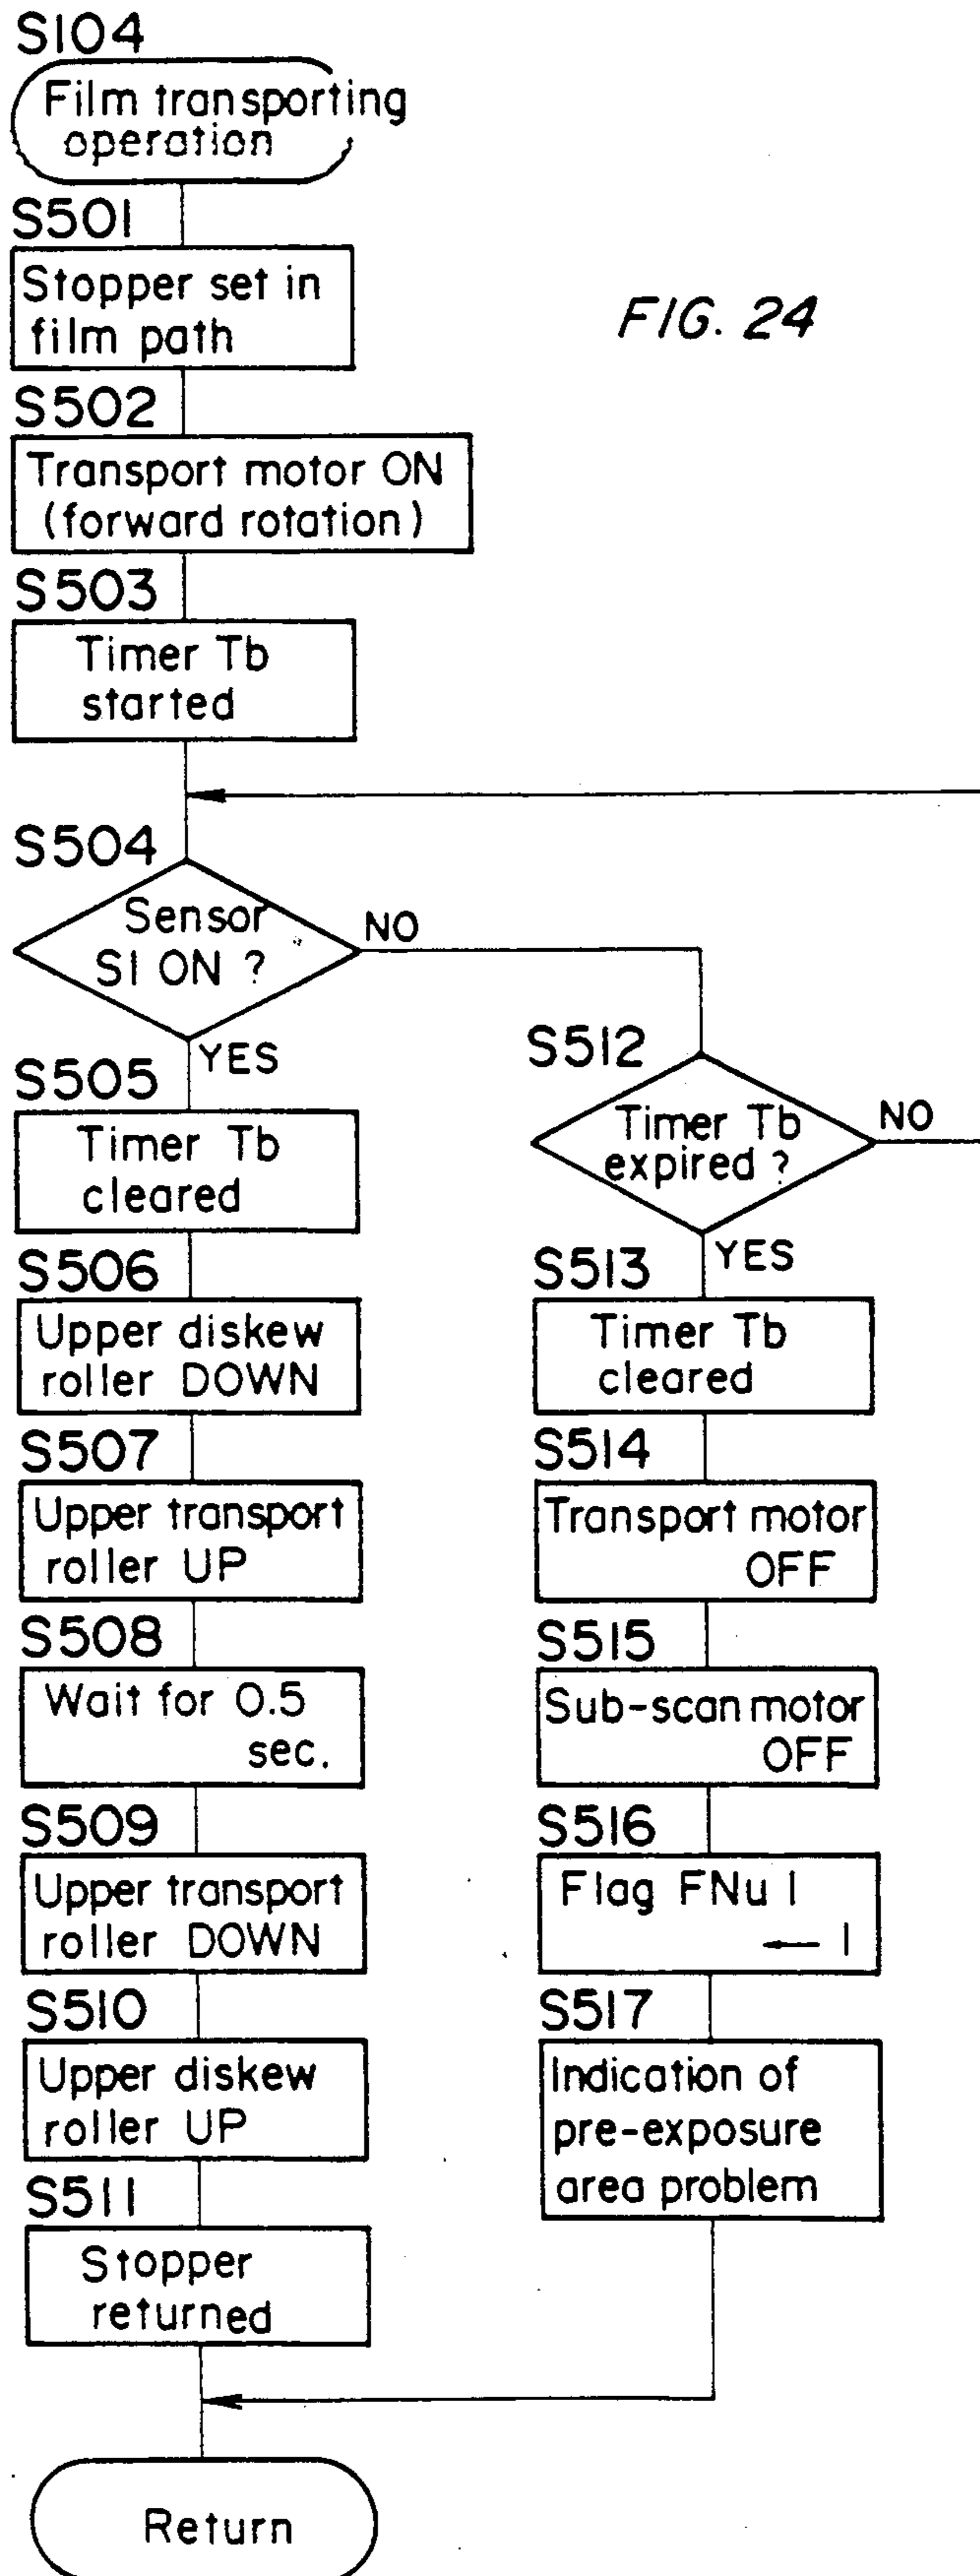 S104
Film transporting
operation
S501
Stopper set in
film path
FIG. 24
S502
Transport motor ON
(forward rotation)
S503
Timer Tb
started
S504
Sensor
S1 ON ?
NO
YES
S505
Timer Tb
cleared
S506
Upper diskew
roller DOWN
S507
Upper transport
roller UP
S508
Wait for 0.5
sec.
S509
Upper transport
roller DOWN
S510
Upper diskew
roller UP
S511
Stopper
returned
S512
Timer Tb
expired ?
NO
YES
S513
Timer Tb
cleared
S514
Transport motor
OFF
S515
Sub-scan motor
OFF
S516
Flag FNu 1
← 1
S517
Indication of
pre-exposure
area problem
Return